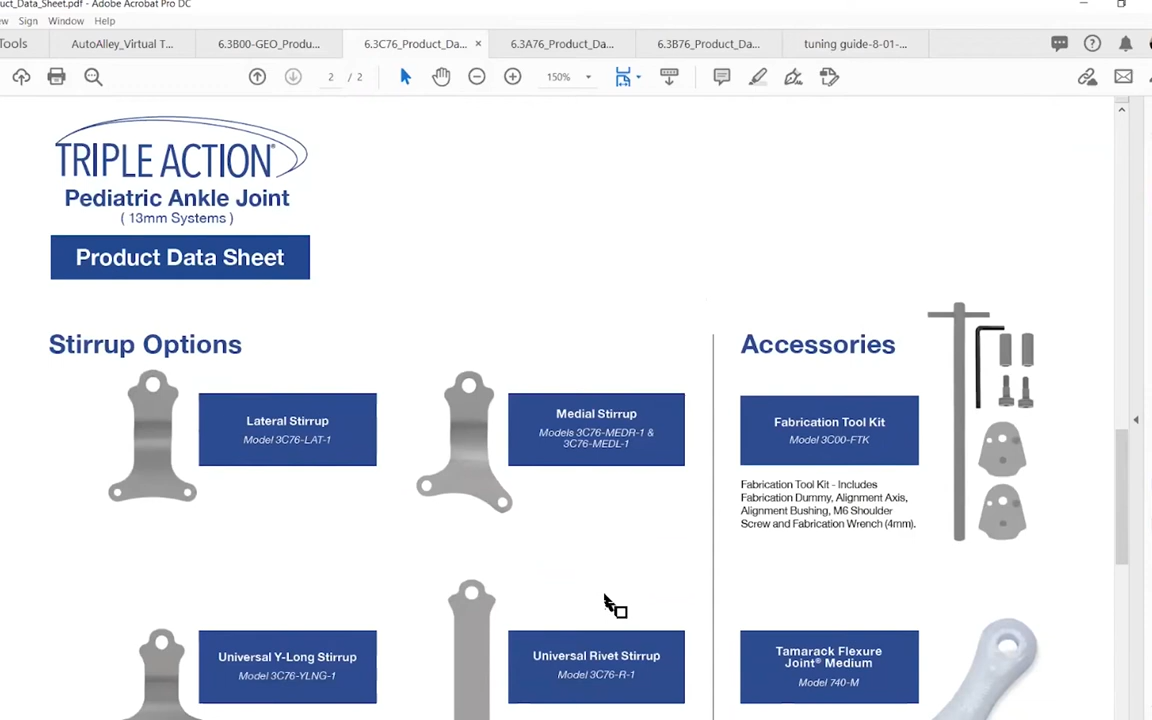 oduct_Data_Sheet.pdf - Adobe Acrobat Pro DC
ew Sign Window Help
Tools
AutoAlley_Virtual T...
6.3B00-GEO_Produ...
6.3C76_Product_Da...
6.3A76_Product_Da...
6.3B76_Product_Da...
tuning guide-8-01-...
2 / 2
150%
TRIPLE ACTION®
Pediatric Ankle Joint
( 13mm Systems )
Product Data Sheet
Stirrup Options
Accessories
Lateral Stirrup
Model 3C76-LAT-1
Medial Stirrup
Models 3C76-MEDR-1 &
3C76-MEDL-1
Fabrication Tool Kit
Model 3C00-FTK
Fabrication Tool Kit - Includes
Fabrication Dummy, Alignment Axis,
Alignment Bushing, M6 Shoulder
Screw and Fabrication Wrench (4mm).
Universal Y-Long Stirrup
Model 3C76-YLNG-1
Universal Rivet Stirrup
Model 3C76-R-1
Tamarack Flexure
Joint® Medium
Model 740-M